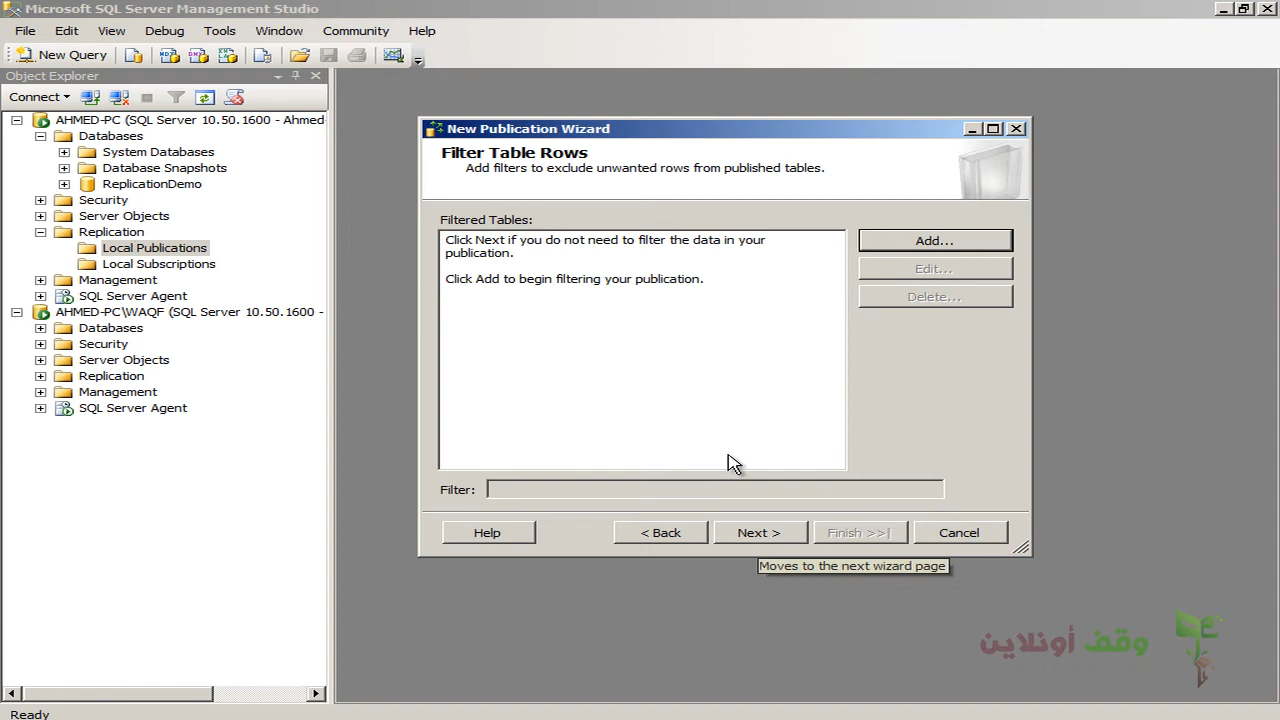 Microsoft SQL Server Management Studio
File Edit View Debug Tools Window Community Help
New Query
Object Explorer
Connect
AHMED-PC (SQL Server 10.50.1600 - Ahmed-
Databases
System Databases
Database Snapshots
ReplicationDemo
Security
Server Objects
Replication
Local Publications
Local Subscriptions
Management
SQL Server Agent
AHMED-PC\WAQF (SQL Server 10.50.1600 -
Databases
Security
Server Objects
Replication
Management
SQL Server Agent
New Publication Wizard
Filter Table Rows
Add filters to exclude unwanted rows from published tables.
Filtered Tables:
Click Next if you do not need to filter the data in your
publication.
Click Add to begin filtering your publication.
Add...
Edit...
Delete...
Filter:
Help < Back Next > Finish >>| Cancel
Moves to the next wizard page
وقف أونلاين
Ready